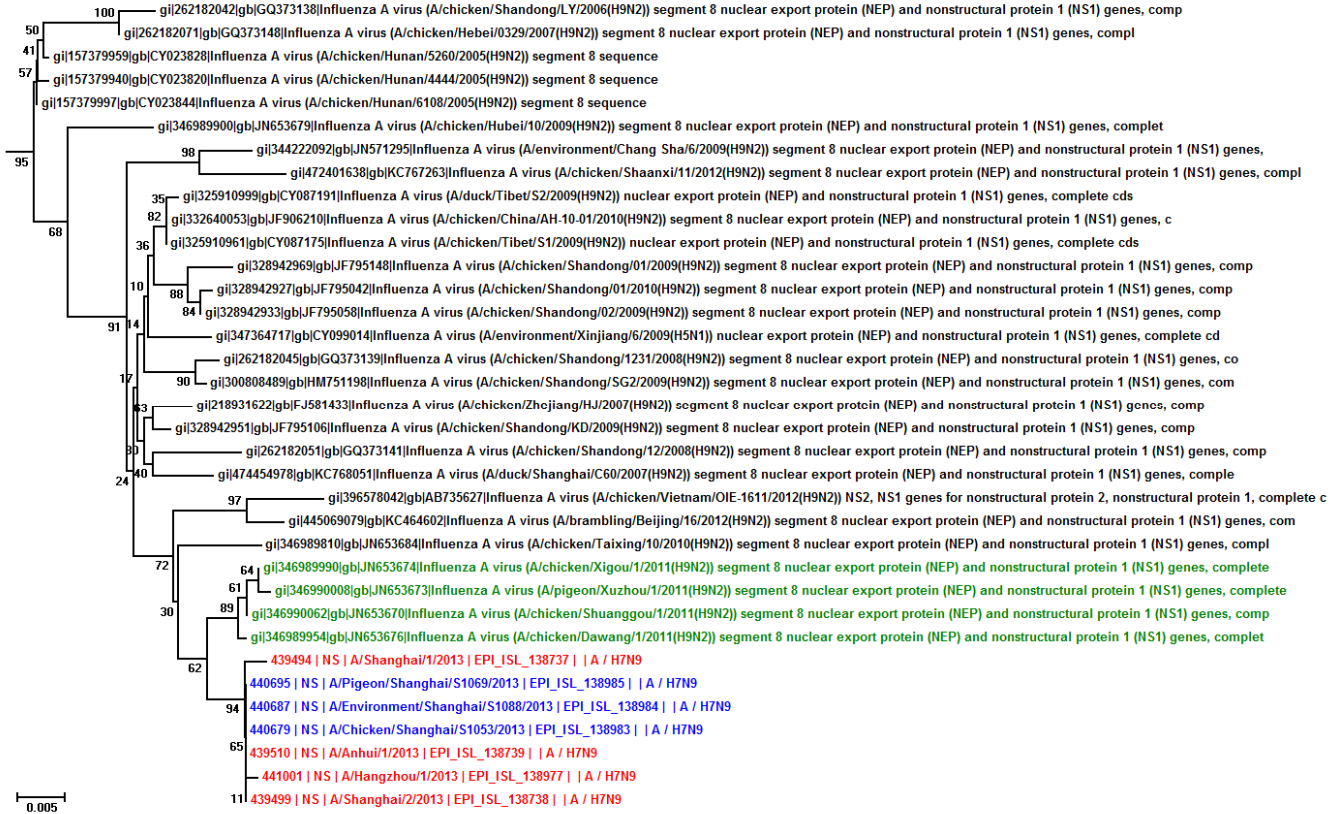 100 gi|262182042|gb|GQ373138|Influenza A virus (A/chicken/Shandong/LY/2006(H9N2)) segment 8 nuclear export protein (NEP) and nonstructural protein 1 (NS1) genes, comp
50 gi|262182071|gb|GQ373148|Influenza A virus (A/chicken/Hebei/0329/2007(H9N2)) segment 8 nuclear export protein (NEP) and nonstructural protein 1 (NS1) genes, compl
41 gi|157379959|gb|CY023828|Influenza A virus (A/chicken/Hunan/5260/2005(H9N2)) segment 8 sequence
57 gi|157379940|gb|CY023820|Influenza A virus (A/chicken/Hunan/4444/2005(H9N2)) segment 8 sequence
gi|157379997|gb|CY023844|Influenza A virus (A/chicken/Hunan/6108/2005(H9N2)) segment 8 sequence
gi|346989900|gb|JN653679|Influenza A virus (A/chicken/Hubei/10/2009(H9N2)) segment 8 nuclear export protein (NEP) and nonstructural protein 1 (NS1) genes, complet
95 98 gi|344222092|gb|JN571295|Influenza A virus (A/environment/Chang Sha/6/2009(H9N2)) segment 8 nuclear export protein (NEP) and nonstructural protein 1 (NS1) genes,
gi|472401638|gb|KC767263|Influenza A virus (A/chicken/Shaanxi/11/2012(H9N2)) segment 8 nuclear export protein (NEP) and nonstructural protein 1 (NS1) genes, compl
35 gi|325910999|gb|CY087191|Influenza A virus (A/duck/Tibet/S2/2009(H9N2)) nuclear export protein (NEP) and nonstructural protein 1 (NS1) genes, complete cds
82 gi|332640053|gb|JF906210|Influenza A virus (A/chicken/China/AH-10-01/2010(H9N2)) segment 8 nuclear export protein (NEP) and nonstructural protein 1 (NS1) genes, c
68 36 gi|325910961|gb|CY087175|Influenza A virus (A/chicken/Tibet/S1/2009(H9N2)) nuclear export protein (NEP) and nonstructural protein 1 (NS1) genes, complete cds
gi|328942969|gb|JF795148|Influenza A virus (A/chicken/Shandong/01/2009(H9N2)) segment 8 nuclear export protein (NEP) and nonstructural protein 1 (NS1) genes, comp
10 88 gi|328942927|gb|JF795042|Influenza A virus (A/chicken/Shandong/01/2010(H9N2)) segment 8 nuclear export protein (NEP) and nonstructural protein 1 (NS1) genes, comp
84 gi|328942933|gb|JF795058|Influenza A virus (A/chicken/Shandong/02/2009(H9N2)) segment 8 nuclear export protein (NEP) and nonstructural protein 1 (NS1) genes, comp
91 14 gi|347364717|gb|CY099014|Influenza A virus (A/environment/Xinjiang/6/2009(H5N1)) nuclear export protein (NEP) and nonstructural protein 1 (NS1) genes, complete cd
gi|262182045|gb|GQ373139|Influenza A virus (A/chicken/Shandong/1231/2008(H9N2)) segment 8 nuclear export protein (NEP) and nonstructural protein 1 (NS1) genes, co
17 90 gi|300808489|gb|HM751198|Influenza A virus (A/chicken/Shandong/SG2/2009(H9N2)) segment 8 nuclear export protein (NEP) and nonstructural protein 1 (NS1) genes, com
63 gi|218931622|gb|FJ581433|Influenza A virus (A/chicken/Zhejiang/HJ/2007(H9N2)) segment 8 nuclear export protein (NEP) and nonstructural protein 1 (NS1) genes, comp
gi|328942951|gb|JF795106|Influenza A virus (A/chicken/Shandong/KD/2009(H9N2)) segment 8 nuclear export protein (NEP) and nonstructural protein 1 (NS1) genes, comp
gi|262182051|gb|GQ373141|Influenza A virus (A/chicken/Shandong/12/2008(H9N2)) segment 8 nuclear export protein (NEP) and nonstructural protein 1 (NS1) genes, comp
24 40 gi|474454978|gb|KC768051|Influenza A virus (A/duck/Shanghai/C60/2007(H9N2)) segment 8 nuclear export protein (NEP) and nonstructural protein 1 (NS1) genes, comple
97 gi|396578042|gb|AB735627|Influenza A virus (A/chicken/Vietnam/OIE-1611/2012(H9N2)) NS2, NS1 genes for nonstructural protein 2, nonstructural protein 1, complete c
gi|445069079|gb|KC464602|Influenza A virus (A/brambling/Beijing/16/2012(H9N2)) segment 8 nuclear export protein (NEP) and nonstructural protein 1 (NS1) genes, com
72 gi|346989810|gb|JN653684|Influenza A virus (A/chicken/Taixing/10/2010(H9N2)) segment 8 nuclear export protein (NEP) and nonstructural protein 1 (NS1) genes, compl
64 gi|346989990|gb|JN653674|Influenza A virus (A/chicken/Xigou/1/2011(H9N2)) segment 8 nuclear export protein (NEP) and nonstructural protein 1 (NS1) genes, complete
61 gi|346990008|gb|JN653673|Influenza A virus (A/pigeon/Xuzhou/1/2011(H9N2)) segment 8 nuclear export protein (NEP) and nonstructural protein 1 (NS1) genes, complete
30 89 gi|346990062|gb|JN653670|Influenza A virus (A/chicken/Shuanggou/1/2011(H9N2)) segment 8 nuclear export protein (NEP) and nonstructural protein 1 (NS1) genes, comp
gi|346989954|gb|JN653676|Influenza A virus (A/chicken/Dawang/1/2011(H9N2)) segment 8 nuclear export protein (NEP) and nonstructural protein 1 (NS1) genes, complet
62 439494 | NS | A/Shanghai/1/2013 | EPI_ISL_138737 | | A / H7N9
440695 | NS | A/Pigeon/Shanghai/S1069/2013 | EPI_ISL_138985 | | A / H7N9
94 440687 | NS | A/Environment/Shanghai/S1088/2013 | EPI_ISL_138984 | | A / H7N9
440679 | NS | A/Chicken/Shanghai/S1053/2013 | EPI_ISL_138983 | | A / H7N9
65 439510 | NS | A/Anhui/1/2013 | EPI_ISL_138739 | | A / H7N9
441001 | NS | A/Hangzhou/1/2013 | EPI_ISL_138977 | | A / H7N9
11 439499 | NS | A/Shanghai/2/2013 | EPI_ISL_138738 | | A / H7N9
0.005